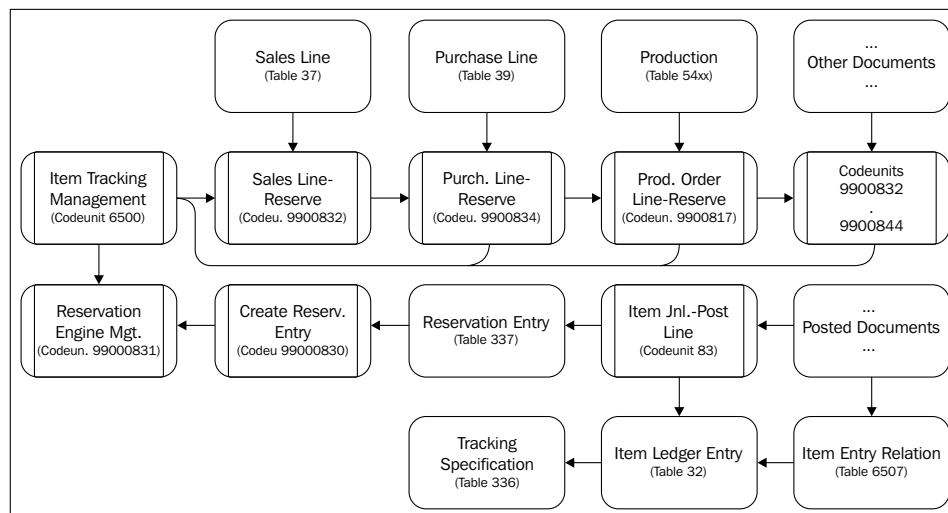 Sales Line
(Table 37)
Purchase Line
(Table 39)
Production
(Table 54xx)
...
Other Documents
...
Item Tracking
Management
(Codeunit 6500)
Sales Line-
Reserve
(Codeu. 9900832)
Purch. Line-
Reserve
(Codeu. 9900834)
Prod. Order
Line-Reserve
(Codeun. 9900817)
Codeunits
9900832
.
9900844
Reservation
Engine Mgt.
(Codeun. 99000831)
Create Reserv.
Entry
(Codeu 99000830)
Reservation Entry
(Table 337)
Item Jnl.-Post
Line
(Codeunit 83)
...
Posted Documents
...
Tracking
Specification
(Table 336)
Item Ledger Entry
(Table 32)
Item Entry Relation
(Table 6507)